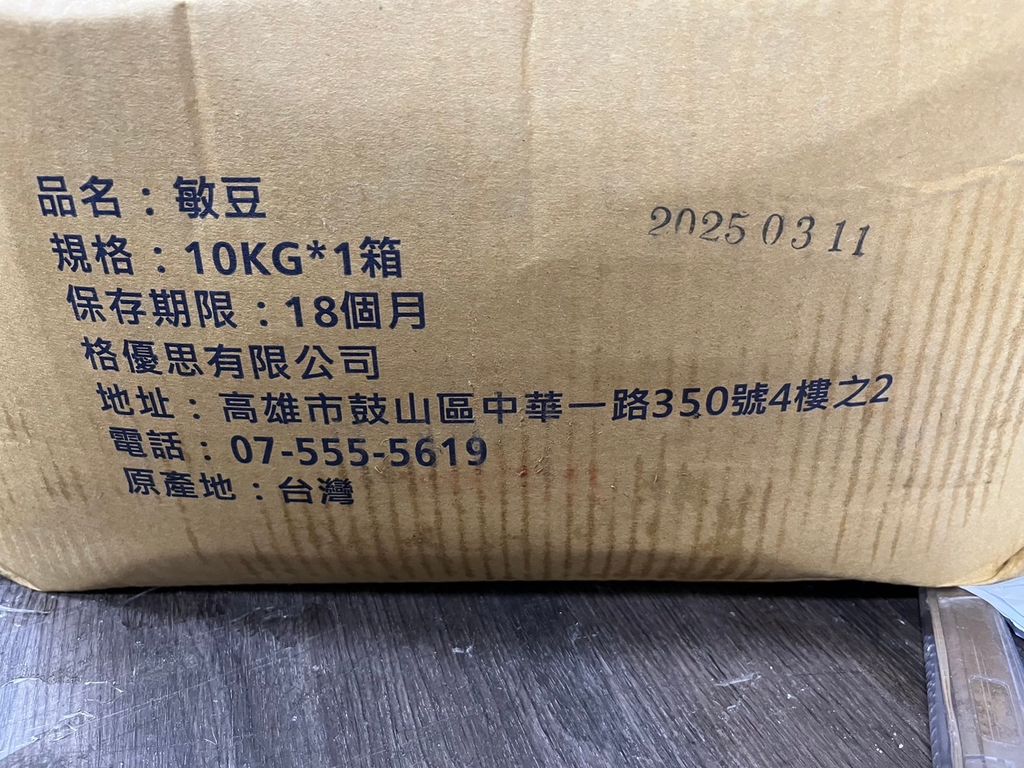 品名：敏豆
2025 03 11
規格：10KG*1箱
保存期限：18個月
格優思有限公司
地址：高雄市鼓山區中華一路350號4樓之2
電話：07-555-5619
原產地：台灣